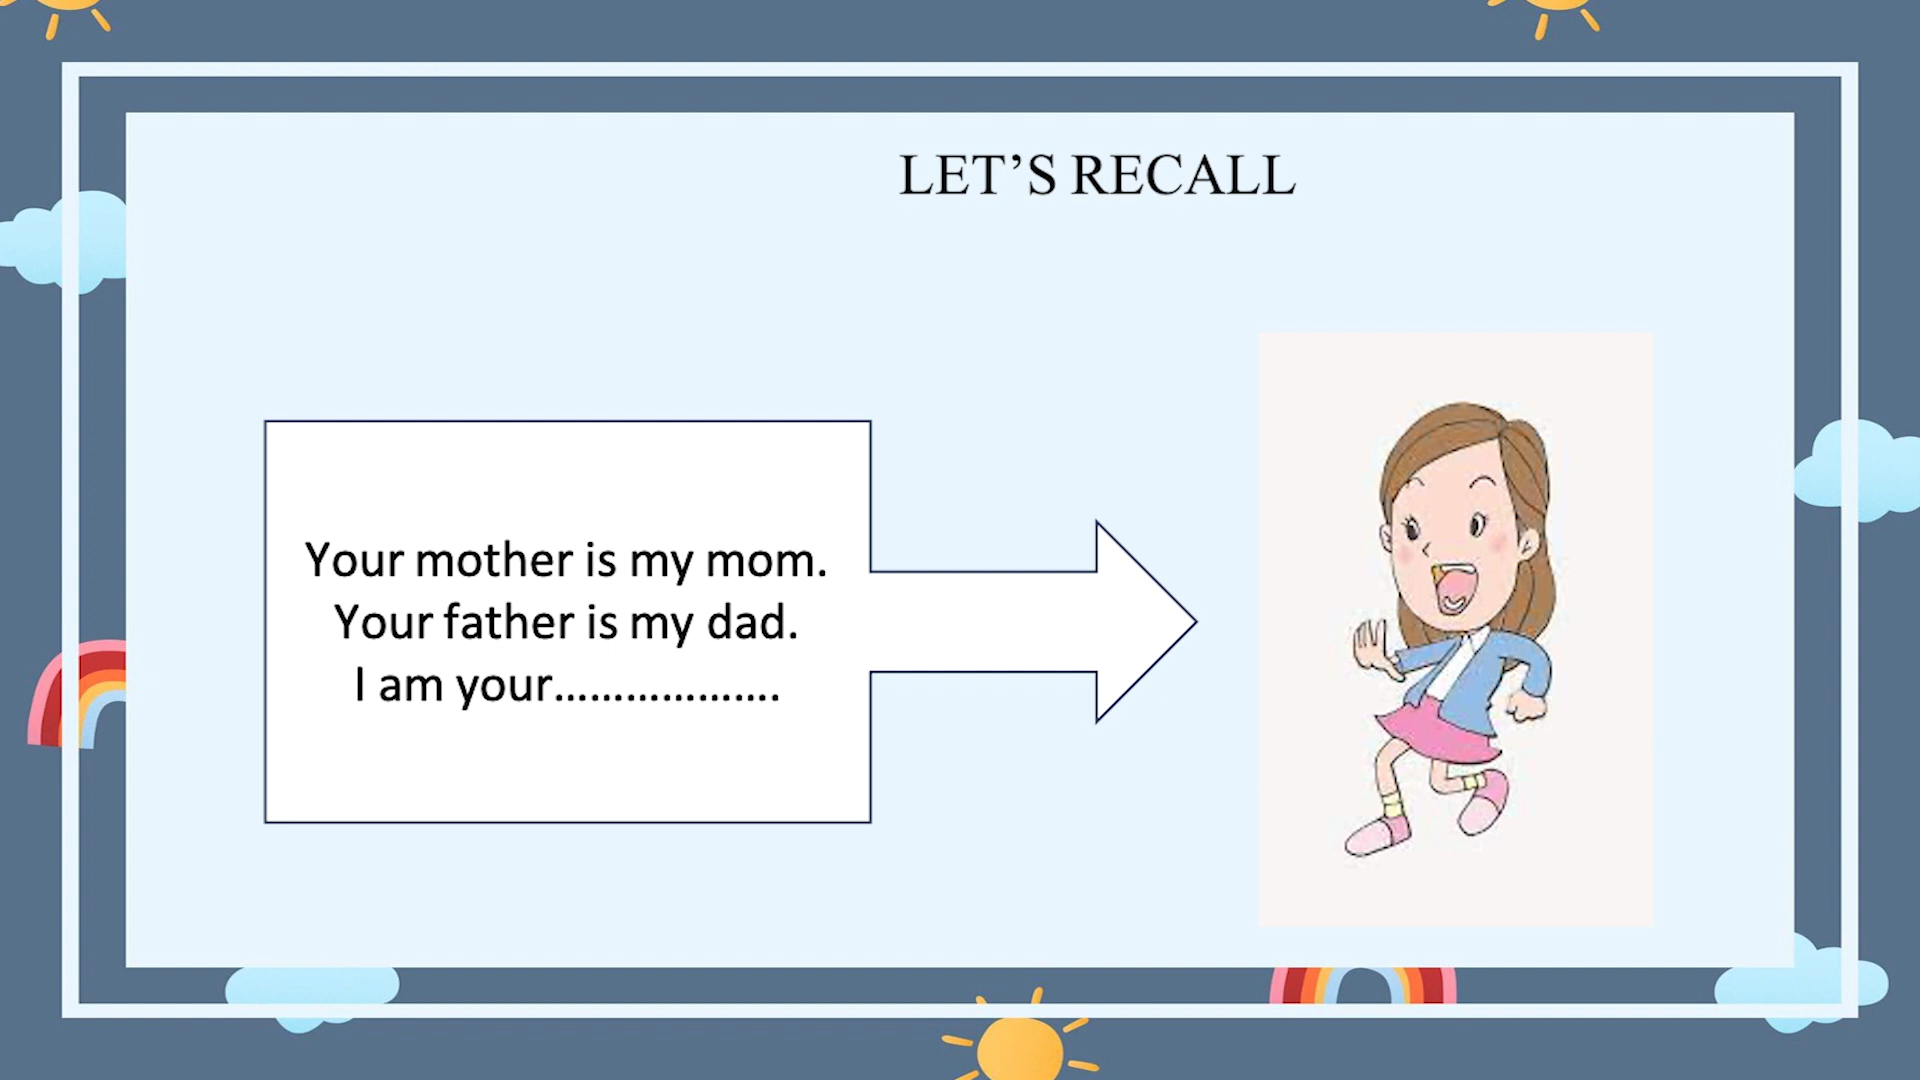 LET’S RECALL
Your mother is my mom.
Your father is my dad.
I am your...................